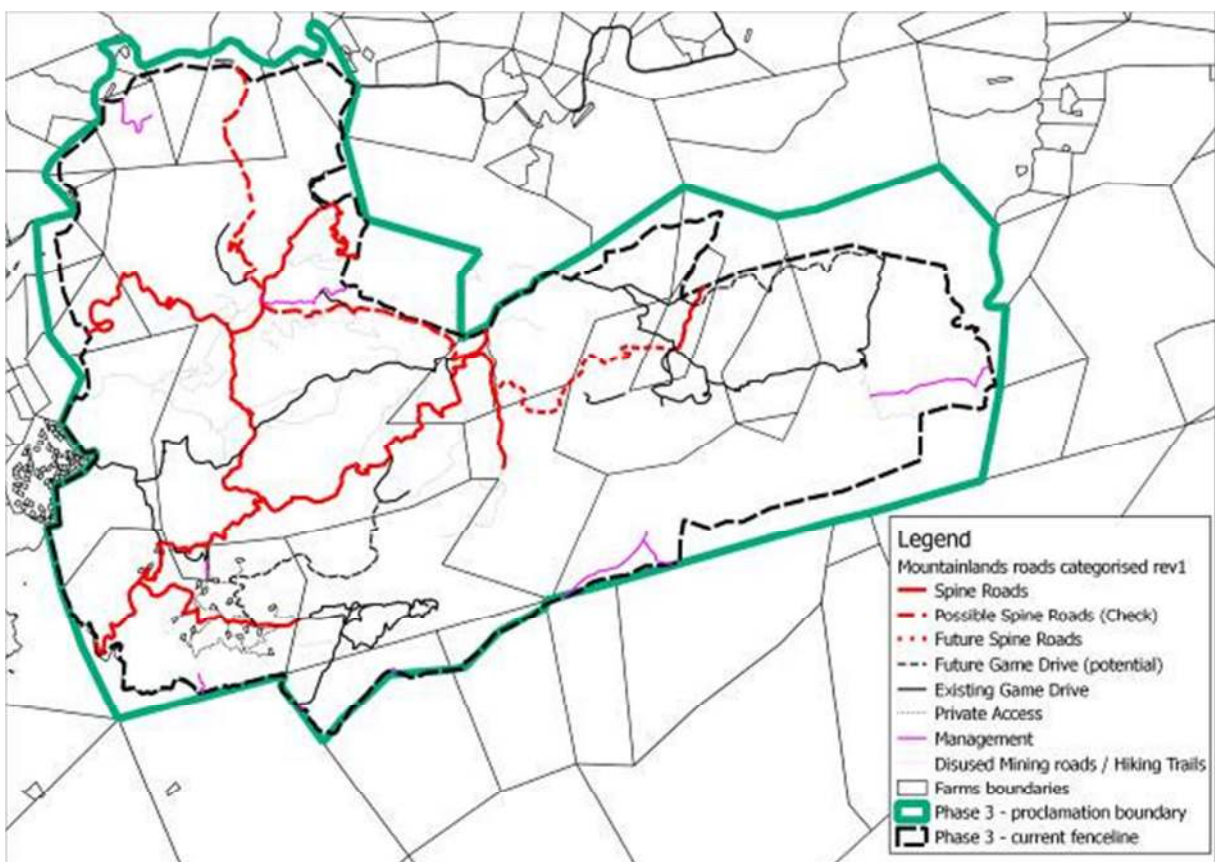 Legend
Mountainlands roads categorised rev1
Spine Roads
Possible Spine Roads (Check)
Future Spine Roads
Future Game Drive (potential)
Existing Game Drive
Private Access
Management
Disused Mining roads / Hiking Trails
Farms boundaries
Phase 3 - proclamation boundary
Phase 3 - current fenceline